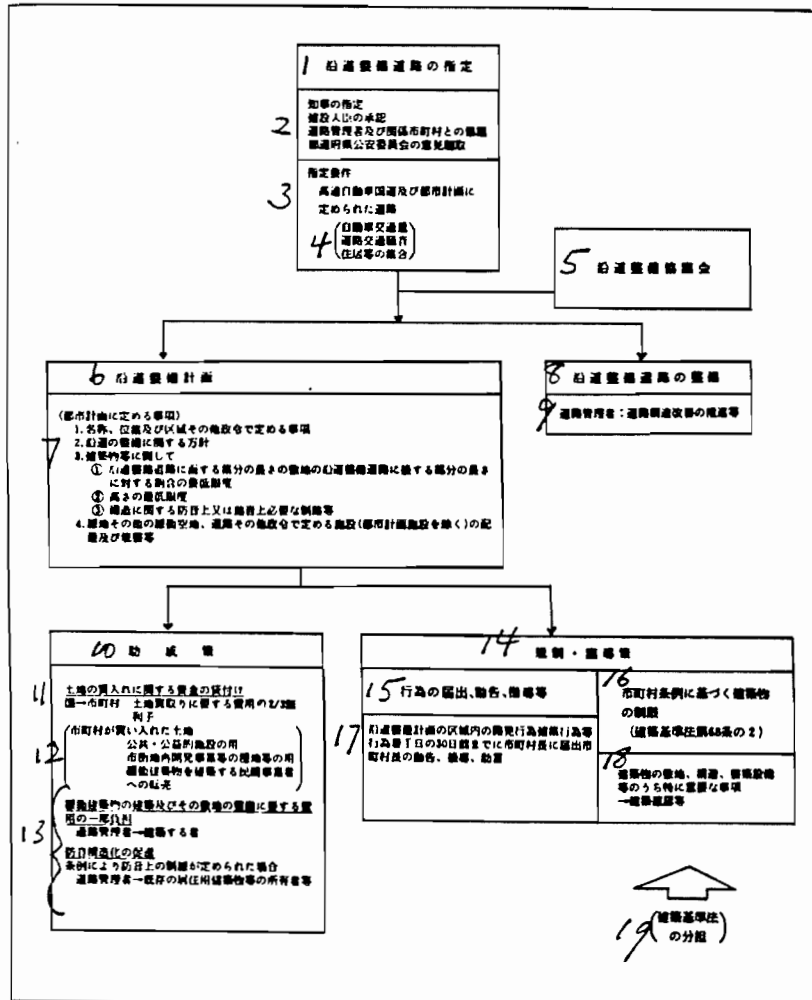 1 沿道整備道路の指定
2
知事の指定
建設大臣の承認
道路管理者及び関係市町村との協議
都道府県公安委員会の意見聴取
3
指定要件
高速自動車国道及び都市計画に
定められた道路
4
(自動車交通量
道路交通騒音
住居等の集合)
5 沿道整備協議会
6 沿道整備計画
7
(都市計画に定める事項)
1.名称、位置及び区域その他政令で定める事項
2.沿道の整備に関する方針
3.建築物等に関して
① 沿道整備道路に面する部分の長さの敷地の沿道整備道路に接する部分の長さ
に対する割合の最低限度
② 高さの最低限度
③ 構造に関する防音上又は遮音上必要な制限等
4.緑地その他の緩衝空地、道路その他政令で定める施設(都市計画施設を除く)の配
置及び規模等
8 沿道整備道路の整備
9 道路管理者:道路構造改善の推進等
10 助成策
11
土地の買入れに関する資金の貸付け
国→市町村 土地買取りに要する費用の2/3無
利子
12
(市町村が買い入れた土地
公共・公益的施設の用
市街地内開発事業等の種地等の用
緩衝建築物を建築する民間事業者
への転売)
13
緩衝建築物の建築及びその敷地の整備に要する費
用の一部負担
道路管理者→建築する者
防音構造化の促進
条例により防音上の制限が定められた場合
道路管理者→既存の居住用建築物等の所有者等
14 規制・誘導策
15 行為の届出、勧告、指導等
16
市町村条例に基づく建築物
の制限
(建築基準法第68条の2)
17
沿道整備計画の区域内の開発行為建築行為等
行為着工日の30日前までに市町村長に届出市
町村長の勧告、指導、助言
18
建築物の敷地、構造、建築設備
等のうち特に重要な事項
→建築確認等
19
(建築基準法
の分担)